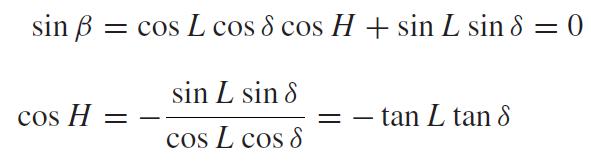 sin β = cos L cos δ cos H + sin L sin δ = 0
cos H = − sin L sin δ / cos L cos δ = − tan L tan δ